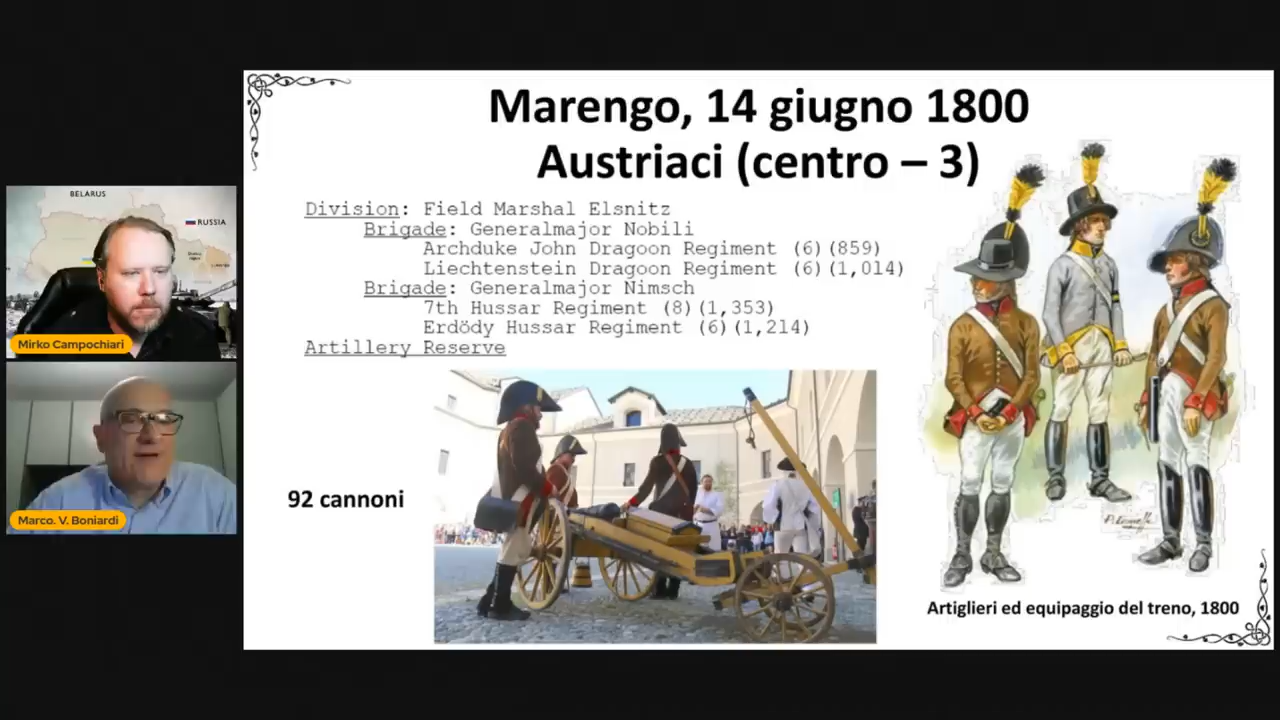 Marengo, 14 giugno 1800
Austriaci (centro – 3)
Division: Field Marshal Elsnitz
Brigade: Generalmajor Nobili
Archduke John Dragoon Regiment (6)(859)
Liechtenstein Dragoon Regiment (6)(1,014)
Brigade: Generalmajor Nimsch
7th Hussar Regiment (8)(1,353)
Erdödy Hussar Regiment (6)(1,214)
Artillery Reserve
92 cannoni
Artiglieri ed equipaggio del treno, 1800
BELARUS
RUSSIA
Mirko Campochiari
Marco. V. Boniardi